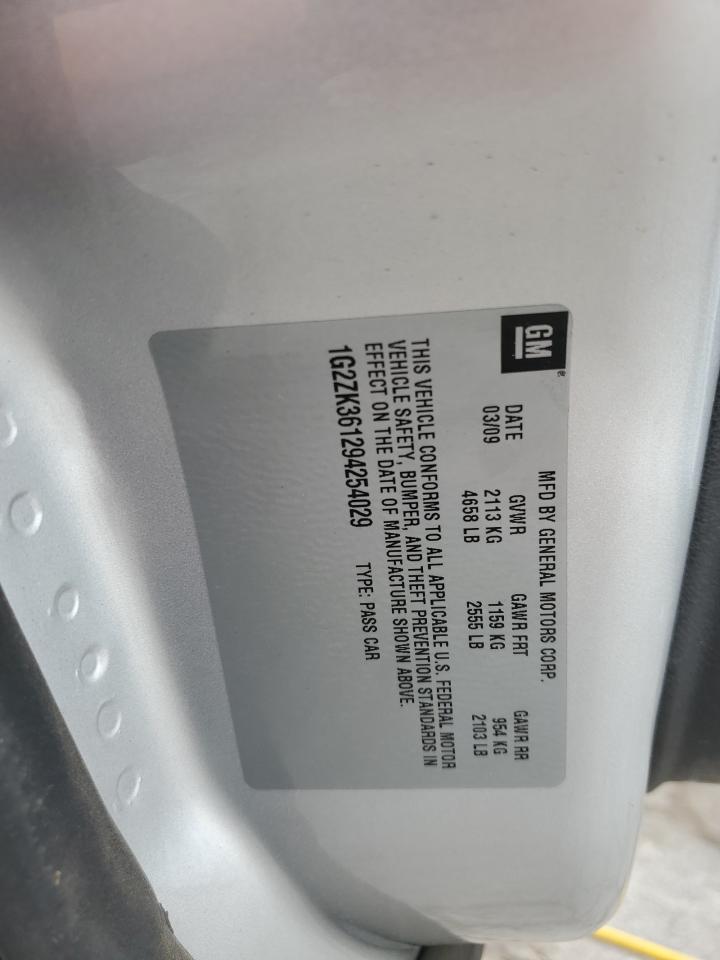 GM
MFD BY GENERAL MOTORS CORP.
DATE GVWR GAWR FRT GAWR RR
03/09 2113 KG 1159 KG 954 KG
4658 LB 2555 LB 2103 LB
THIS VEHICLE CONFORMS TO ALL APPLICABLE U.S. FEDERAL MOTOR
VEHICLE SAFETY, BUMPER, AND THEFT PREVENTION STANDARDS IN
EFFECT ON THE DATE OF MANUFACTURE SHOWN ABOVE.
1G2ZK361294254029 TYPE: PASS CAR